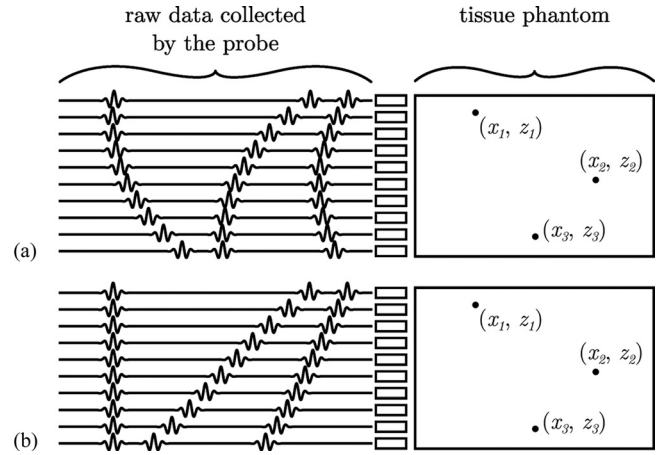 raw data collected
by the probe
tissue phantom
(x₁, z₁)
(x₂, z₂)
(x₃, z₃)
(a)
(x₁, z₁)
(x₂, z₂)
(x₃, z₃)
(b)